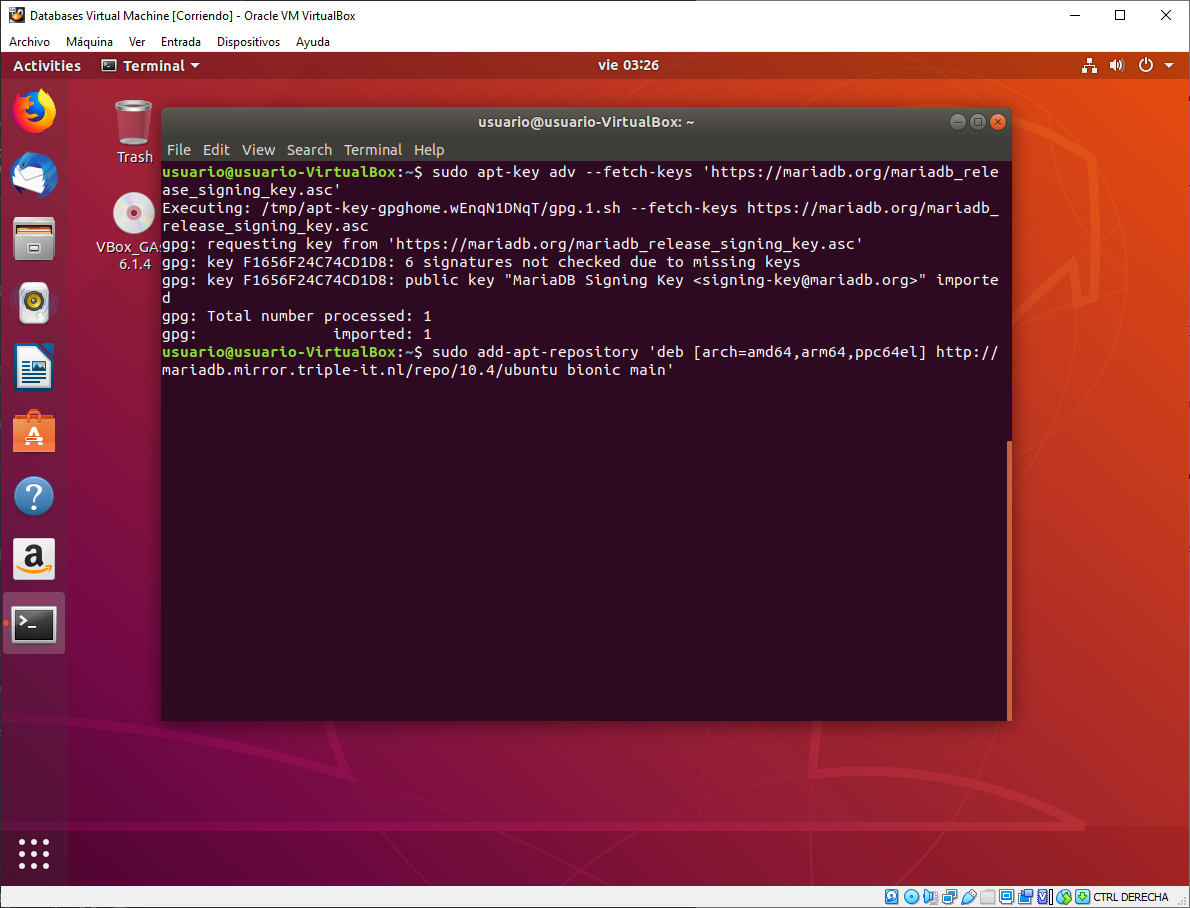 Databases Virtual Machine [Corriendo] - Oracle VM VirtualBox
Archivo Máquina Ver Entrada Dispositivos Ayuda
Activities Terminal vie 03:26
Trash
VBox_GAs
6.1.4
usuario@usuario-VirtualBox: ~
File Edit View Search Terminal Help
usuario@usuario-VirtualBox:~$ sudo apt-key adv --fetch-keys 'https://mariadb.org/mariadb_rele
ase_signing_key.asc'
Executing: /tmp/apt-key-gpghome.wEnqN1DNqT/gpg.1.sh --fetch-keys https://mariadb.org/mariadb_
release_signing_key.asc
gpg: requesting key from 'https://mariadb.org/mariadb_release_signing_key.asc'
gpg: key F1656F24C74CD1D8: 6 signatures not checked due to missing keys
gpg: key F1656F24C74CD1D8: public key "MariaDB Signing Key <signing-key@mariadb.org>" importe
d
gpg: Total number processed: 1
gpg:               imported: 1
usuario@usuario-VirtualBox:~$ sudo add-apt-repository 'deb [arch=amd64,arm64,ppc64el] http://
mariadb.mirror.triple-it.nl/repo/10.4/ubuntu bionic main'
CTRL DERECHA